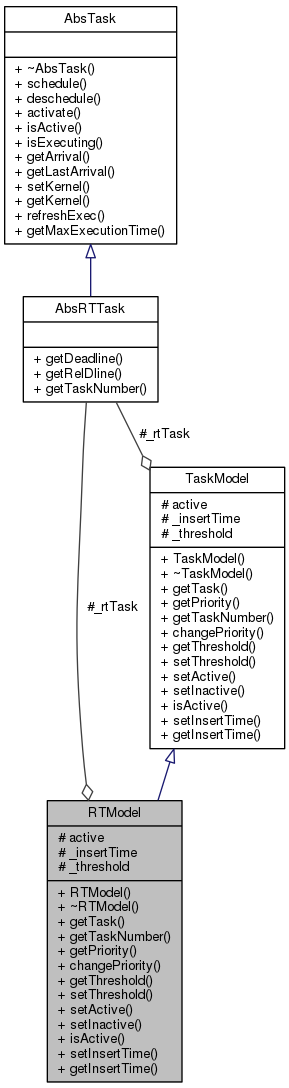 AbsTask
+ ~AbsTask()
+ schedule()
+ deschedule()
+ activate()
+ isActive()
+ isExecuting()
+ getArrival()
+ getLastArrival()
+ setKernel()
+ getKernel()
+ refreshExec()
+ getMaxExecutionTime()
AbsRTTask
+ getDeadline()
+ getRelDline()
+ getTaskNumber()
#_rtTask
TaskModel
# active
# _insertTime
# _threshold
+ TaskModel()
+ ~TaskModel()
+ getTask()
+ getPriority()
+ getTaskNumber()
+ changePriority()
+ getThreshold()
+ setThreshold()
+ setActive()
+ setInactive()
+ isActive()
+ setInsertTime()
+ getInsertTime()
#_rtTask
RTModel
# active
# _insertTime
# _threshold
+ RTModel()
+ ~RTModel()
+ getTask()
+ getTaskNumber()
+ getPriority()
+ changePriority()
+ getThreshold()
+ setThreshold()
+ setActive()
+ setInactive()
+ isActive()
+ setInsertTime()
+ getInsertTime()